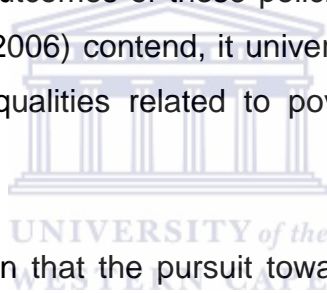 outcomes of these polic
2006) contend, it univer
qualities related to pov
UNIVERSITY of the
n that the pursuit towa
WESTERN CAPE